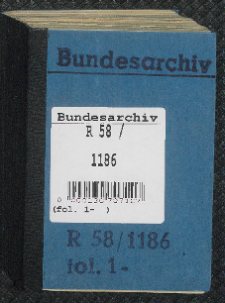 Bundesarchiv
Bundesarchiv
R 58 /
1186
(fol. 1- )
R 58/1186
fol. 1-